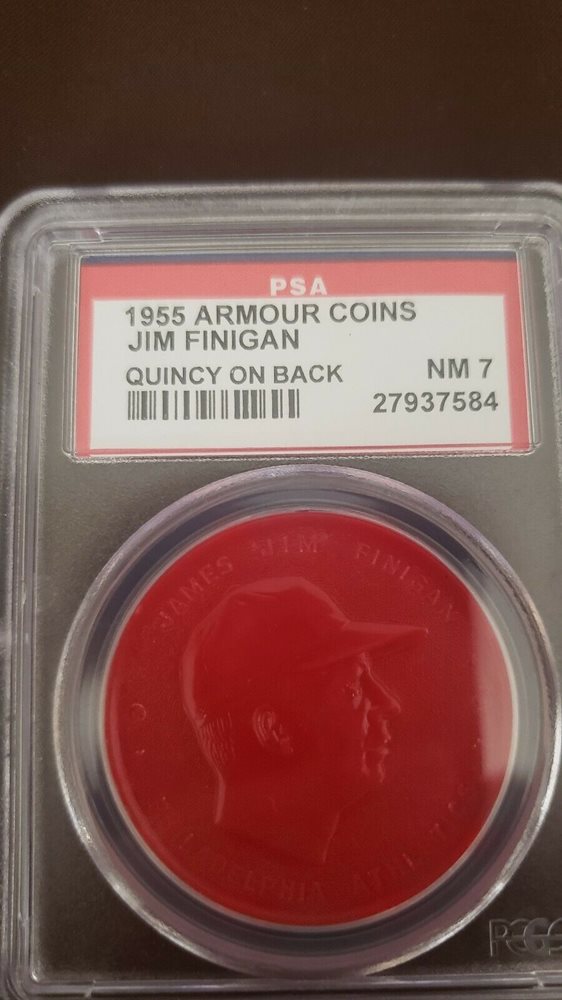 PSA
1955 ARMOUR COINS
JIM FINIGAN
QUINCY ON BACK
NM 7
27937584
JAMES "JIM" FINIGAN